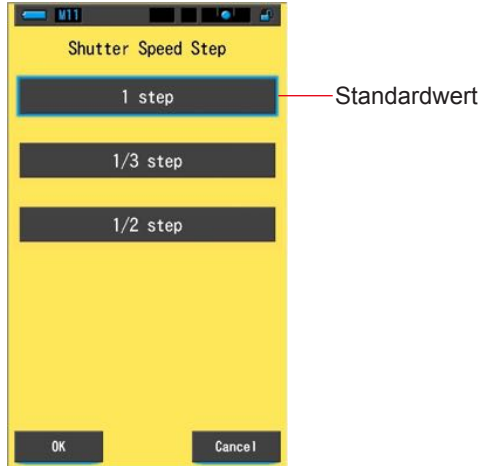 M11
Shutter Speed Step
1 step
Standardwert
1/3 step
1/2 step
OK
Cancel